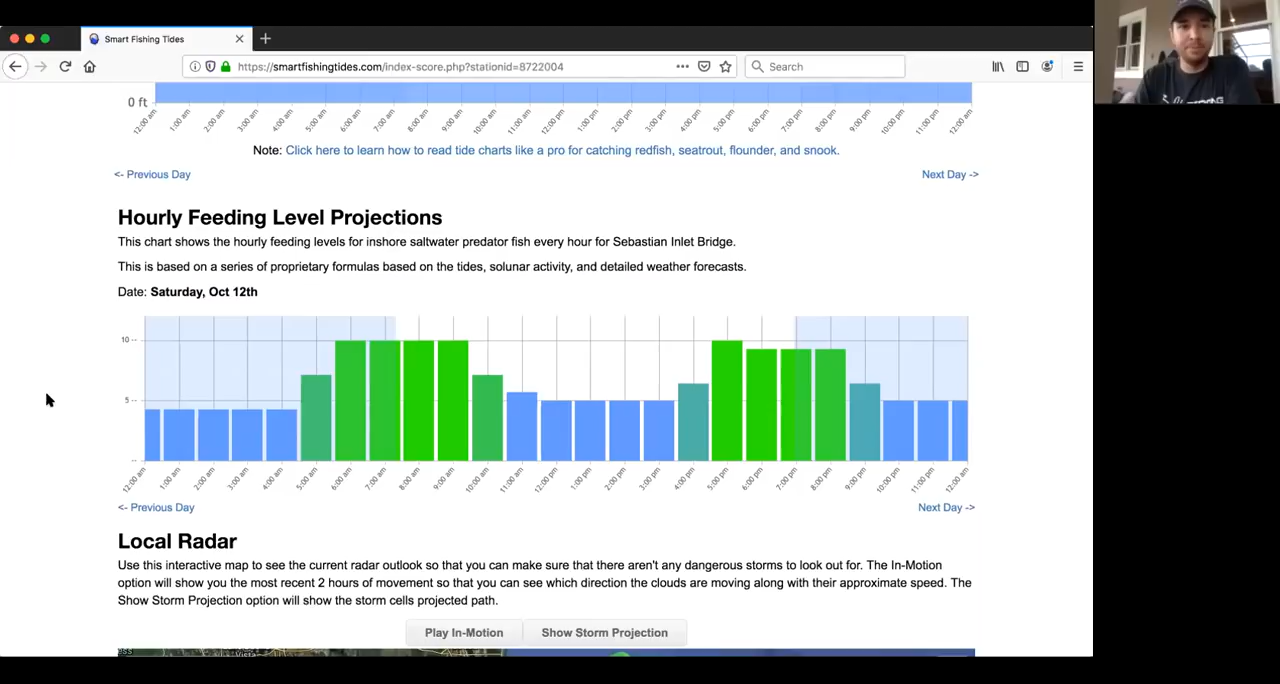 Smart Fishing Tides
https://smartfishingtides.com/index-score.php?stationid=8722004
Search
0 ft
12:00 am 1:00 am 2:00 am 3:00 am 4:00 am 5:00 am 6:00 am 7:00 am 8:00 am 9:00 am 10:00 am 11:00 am 12:00 pm 1:00 pm 2:00 pm 3:00 pm 4:00 pm 5:00 pm 6:00 pm 7:00 pm 8:00 pm 9:00 pm 10:00 pm 11:00 pm 12:00 am
Note: Click here to learn how to read tide charts like a pro for catching redfish, seatrout, flounder, and snook.
<- Previous Day Next Day ->
Hourly Feeding Level Projections
This chart shows the hourly feeding levels for inshore saltwater predator fish every hour for Sebastian Inlet Bridge.
This is based on a series of proprietary formulas based on the tides, solunar activity, and detailed weather forecasts.
Date: Saturday, Oct 12th
10 --
5 --
--
12:00 am 1:00 am 2:00 am 3:00 am 4:00 am 5:00 am 6:00 am 7:00 am 8:00 am 9:00 am 10:00 am 11:00 am 12:00 pm 1:00 pm 2:00 pm 3:00 pm 4:00 pm 5:00 pm 6:00 pm 7:00 pm 8:00 pm 9:00 pm 10:00 pm 11:00 pm 12:00 am
<- Previous Day Next Day ->
Local Radar
Use this interactive map to see the current radar outlook so that you can make sure that there aren't any dangerous storms to look out for. The In-Motion
option will show you the most recent 2 hours of movement so that you can see which direction the clouds are moving along with their approximate speed. The
Show Storm Projection option will show the storm cells projected path.
Play In-Motion Show Storm Projection